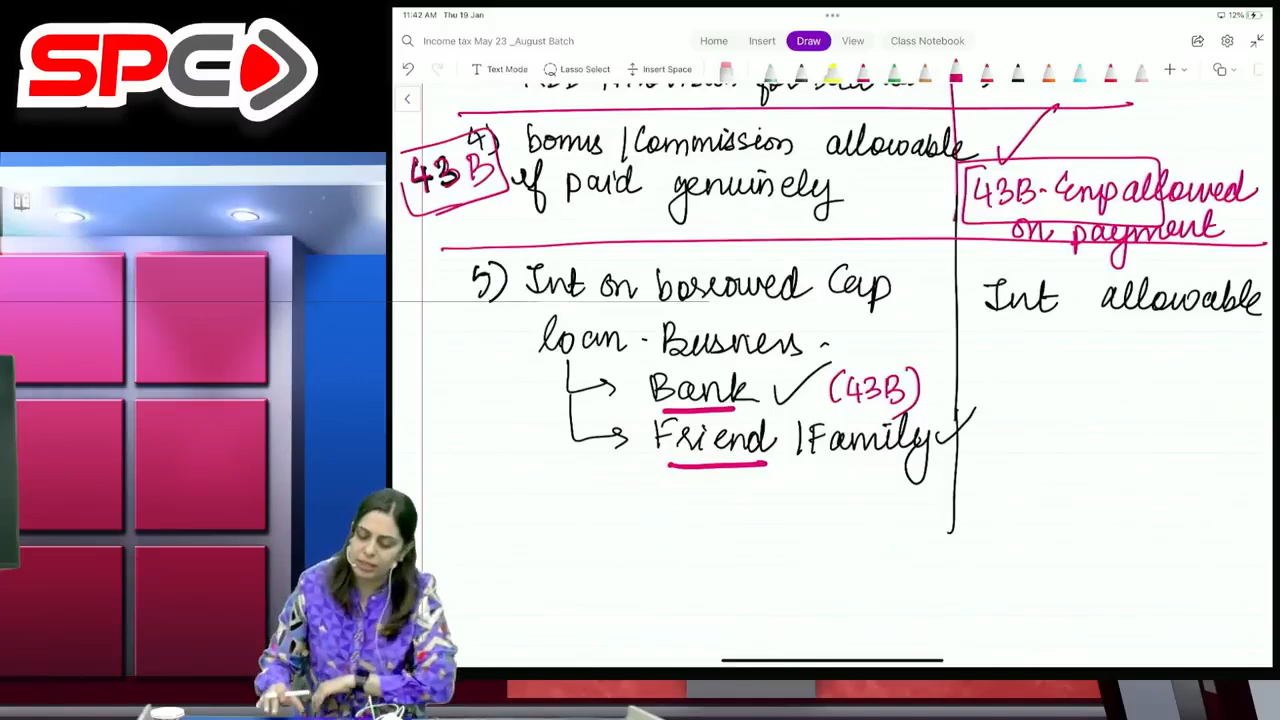 SPC
11:42 AM Thu 19 Jan
12%
Income tax May 23 _August Batch
Home Insert Draw View Class Notebook
Text Mode Lasso Select Insert Space
4) bonus / Commission allowable
43B
if paid genuinely
43B - Emp allowed
on payment
5) Int on borrowed Cap
Int allowable
loan - Business -
Bank ✓ (43B)
Friend / Family ✓